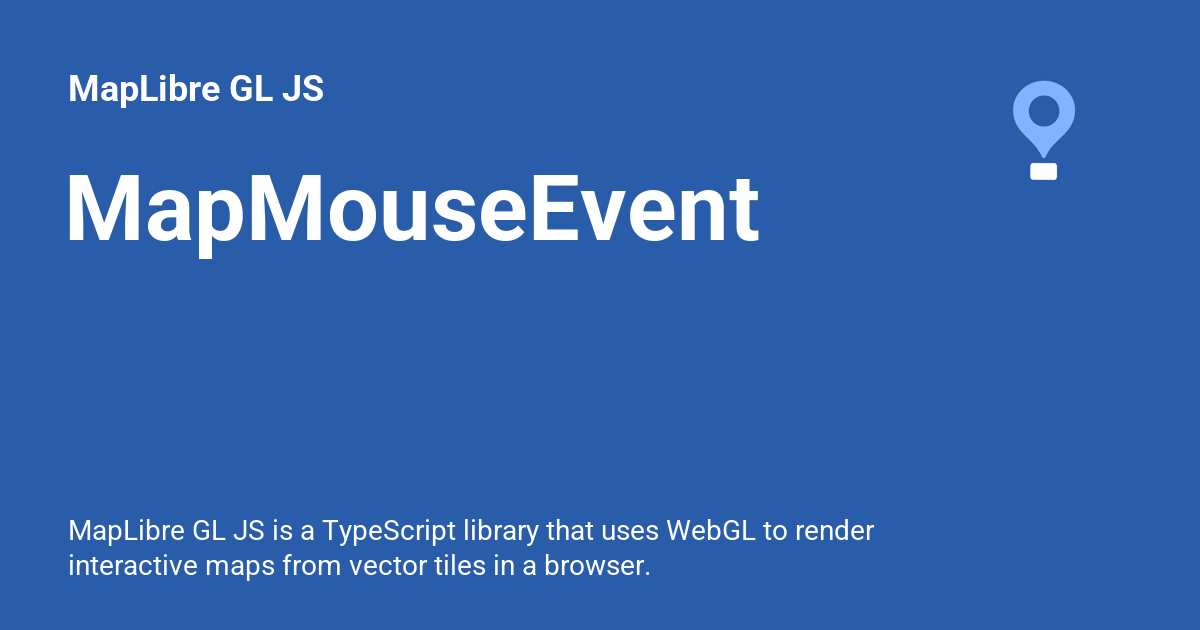 MapLibre GL JS
MapMouseEvent
MapLibre GL JS is a TypeScript library that uses WebGL to render
interactive maps from vector tiles in a browser.